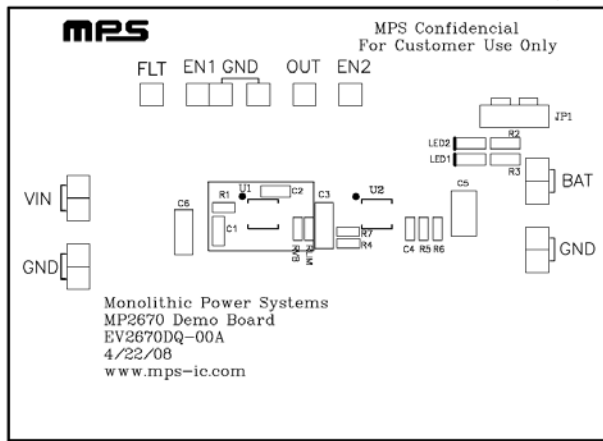 MPS
MPS Confidencial
For Customer Use Only
FLT EN1 GND OUT EN2
JP1
LED2 R2
LED1 R3
BAT
VIN
C6
R1
U1
C2
C3
U2
C5
C1
RVB
RLIM
R7
R4
C4 R5 R6
GND
GND
Monolithic Power Systems
MP2670 Demo Board
EV2670DQ-00A
4/22/08
www.mps-ic.com